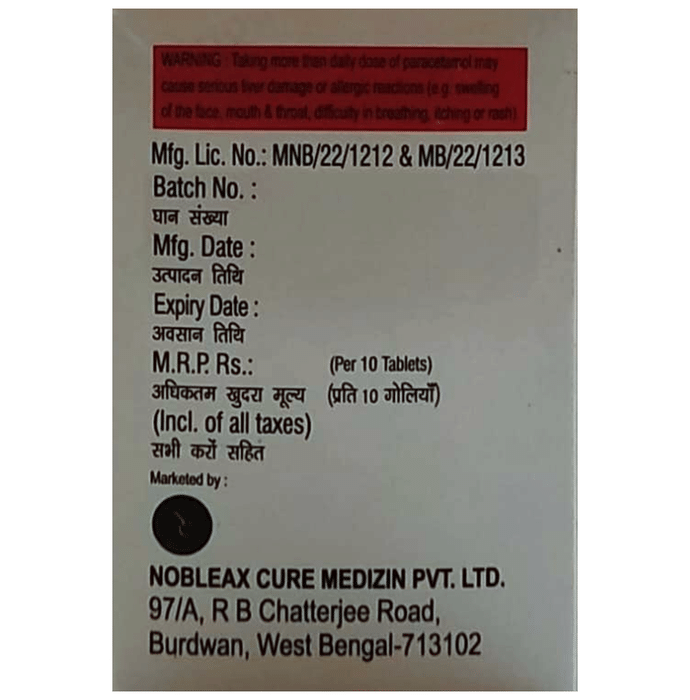 WARNING : Taking more than daily dose of paracetamol may
cause serious liver damage or allergic reactions (e.g. swelling
of the face, mouth & throat, difficulty in breathing, itching or rash)
Mfg. Lic. No.: MNB/22/1212 & MB/22/1213
Batch No. :
घान संख्या
Mfg. Date :
उत्पादन तिथि
Expiry Date :
अवसान तिथि
M.R.P. Rs.: (Per 10 Tablets)
अधिकतम खुदरा मूल्य (प्रति 10 गोलियाँ)
(Incl. of all taxes)
सभी करों सहित
Marketed by :
NOBLEAX CURE MEDIZIN PVT. LTD.
97/A, R B Chatterjee Road,
Burdwan, West Bengal-713102